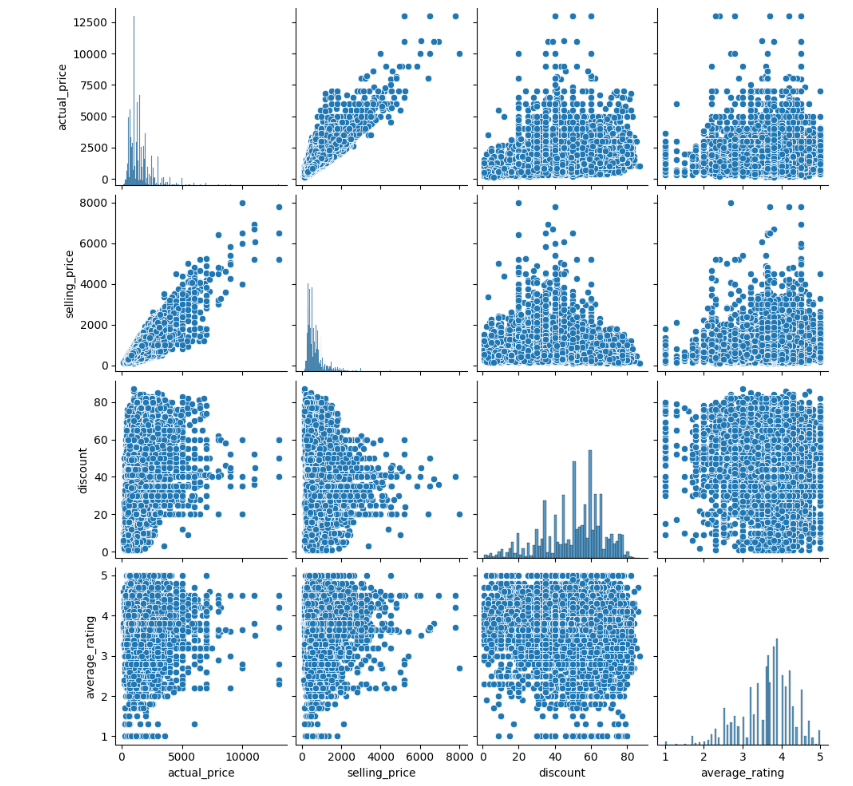 12500
10000
7500
5000
2500
0
actual_price
8000
6000
4000
2000
0
selling_price
80
60
40
20
0
discount
5
4
3
2
1
average_rating
0 5000 10000
0 2000 4000 6000 8000
0 20 40 60 80
1 2 3 4 5
actual_price selling_price discount average_rating